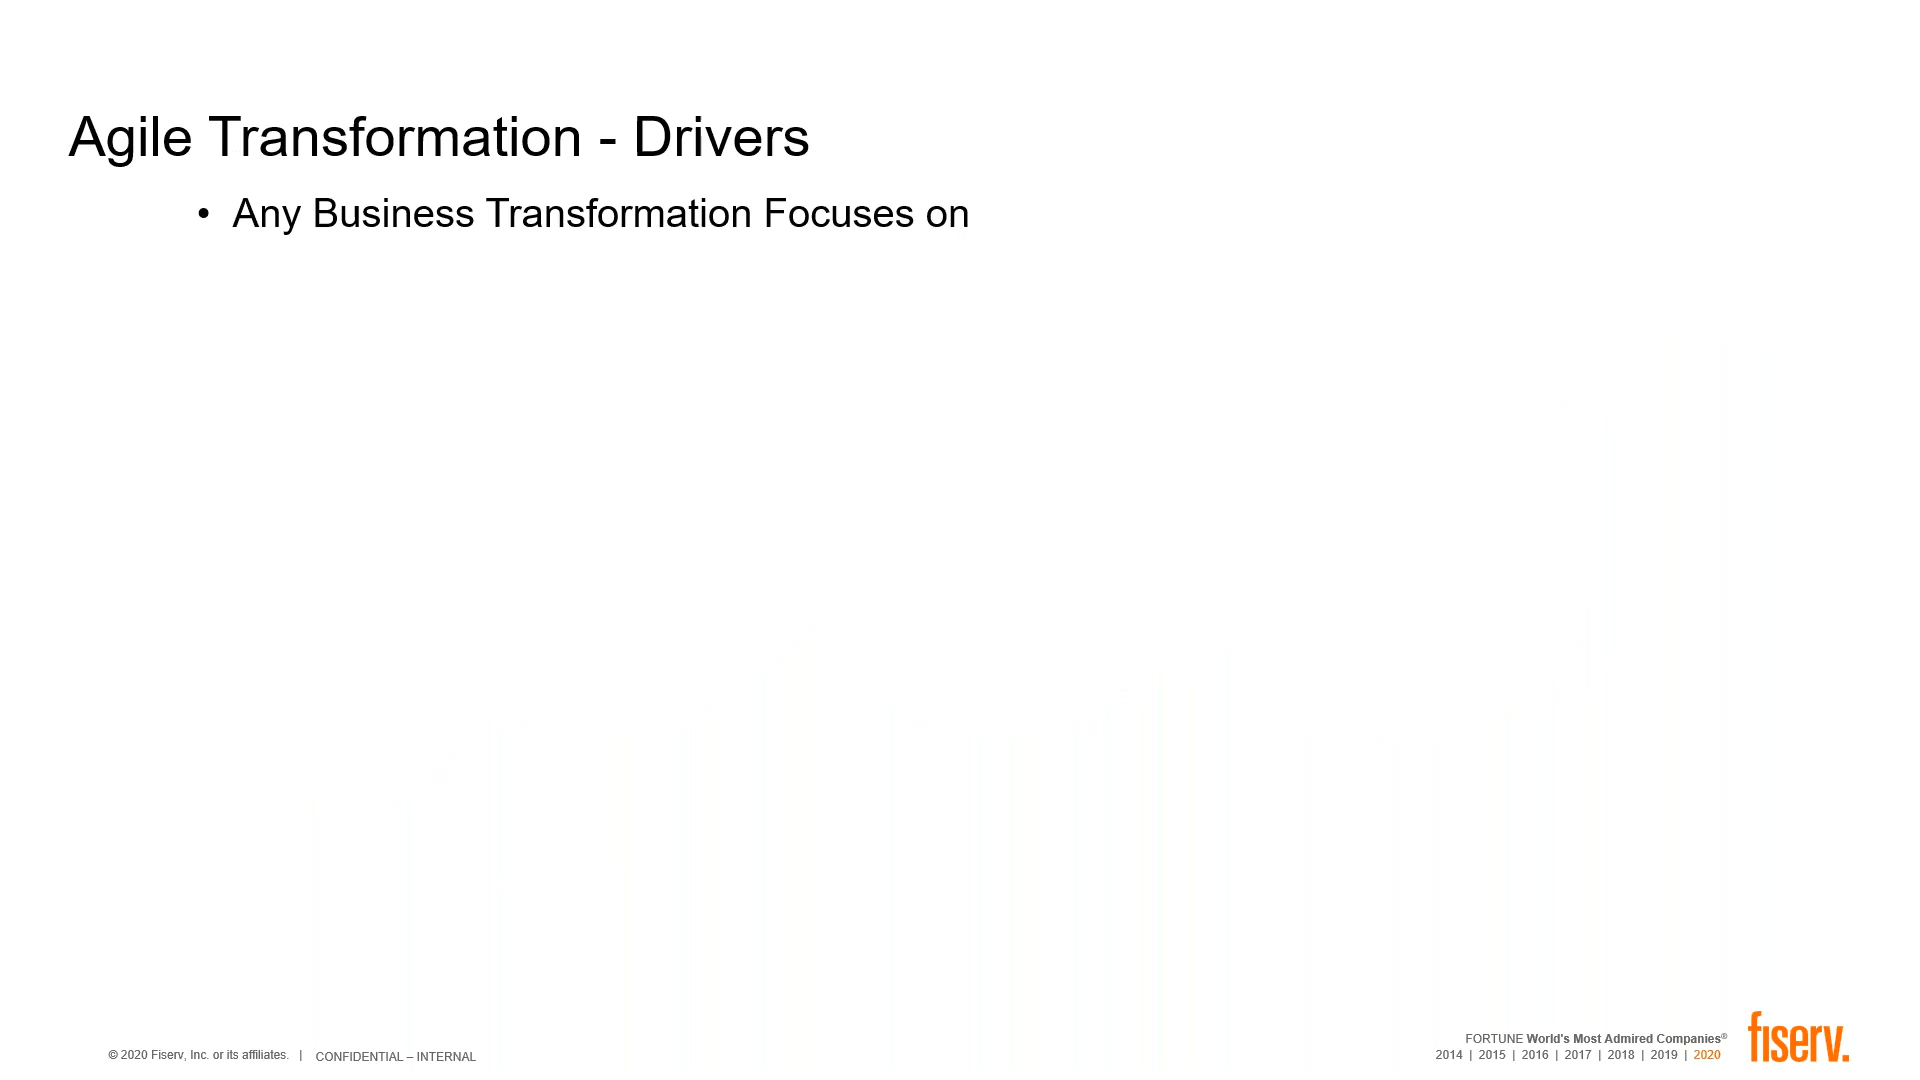 Agile Transformation - Drivers
• Any Business Transformation Focuses on
© 2020 Fiserv, Inc. or its affiliates. | CONFIDENTIAL – INTERNAL
FORTUNE World's Most Admired Companies®
2014 | 2015 | 2016 | 2017 | 2018 | 2019 | 2020
fiserv.